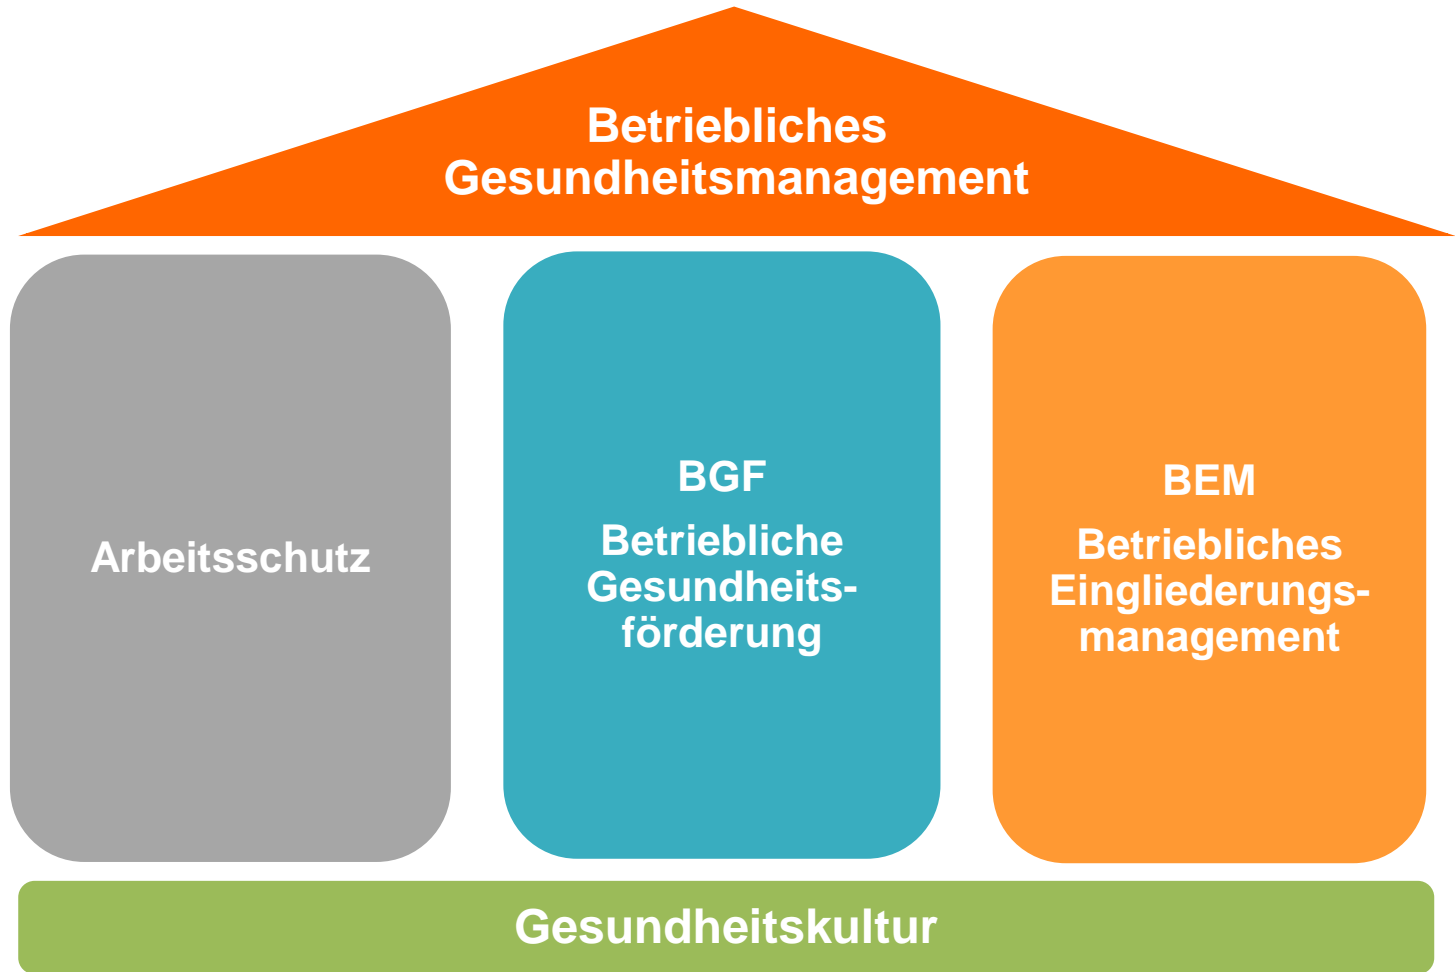 Betriebliches
Gesundheitsmanagement
Arbeitsschutz
BGF
Betriebliche
Gesundheits-
förderung
BEM
Betriebliches
Eingliederungs-
management
Gesundheitskultur